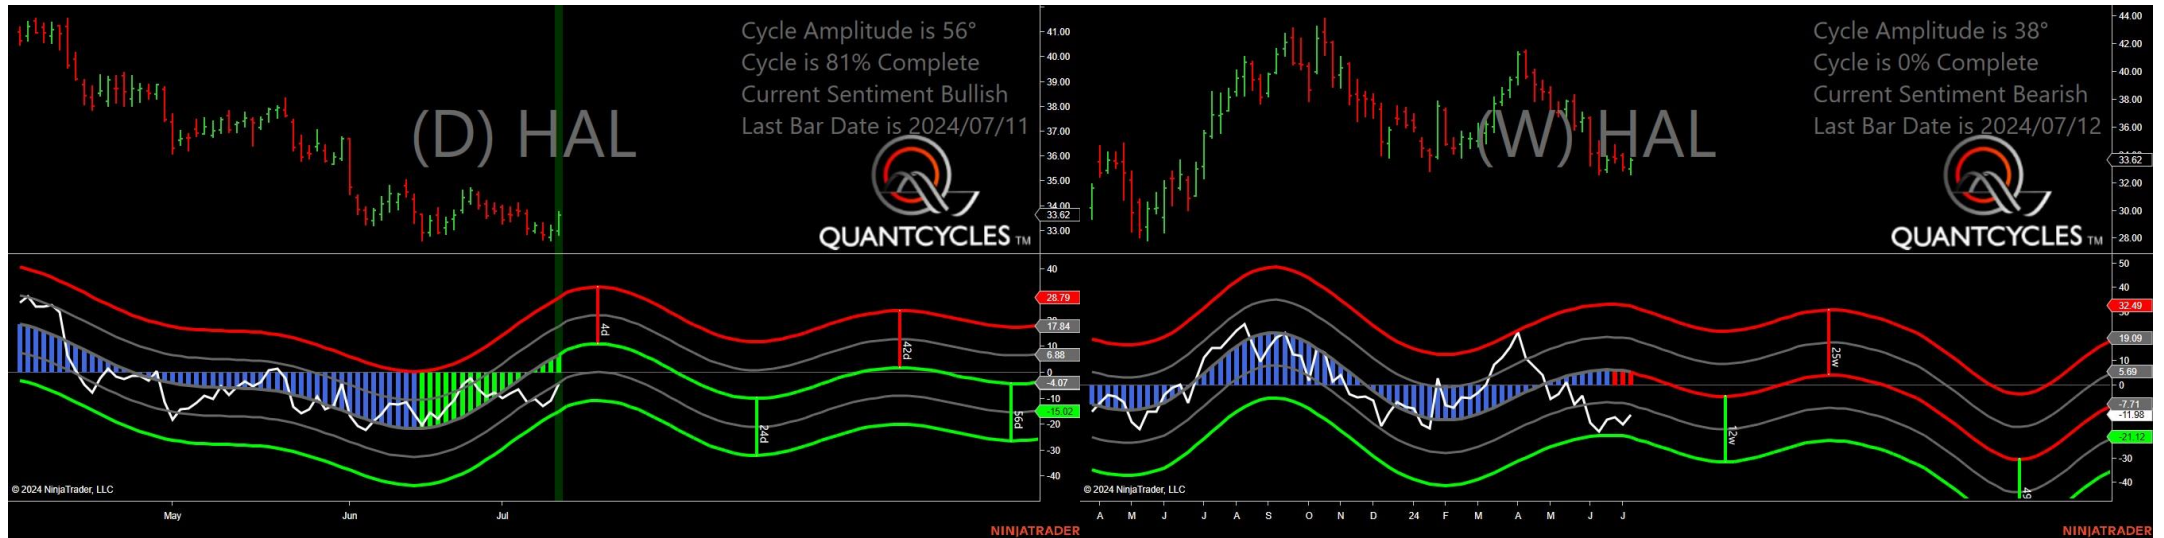 Cycle Amplitude is 56°
Cycle is 81% Complete
Current Sentiment Bullish
Last Bar Date is 2024/07/11
(D) HAL
QUANTCYCLES TM
41.00
40.00
39.00
38.00
37.00
36.00
35.00
34.00
33.62
33.00
40
28.79
17.84
10
6.88
0
-4.07
-10
-15.02
-20
-30
-40
4d
24d
42d
56d
© 2024 NinjaTrader, LLC
May
Jun
Jul
NINJATRADER
Cycle Amplitude is 38°
Cycle is 0% Complete
Current Sentiment Bearish
Last Bar Date is 2024/07/12
(W) HAL
QUANTCYCLES TM
44.00
42.00
40.00
38.00
36.00
34.00
33.62
32.00
30.00
28.00
50
40
32.49
30
19.09
10
5.69
0
-7.71
-11.98
-21.12
-30
-40
12w
25w
49
© 2024 NinjaTrader, LLC
A
M
J
J
A
S
O
N
D
24
F
M
A
M
J
J
NINJATRADER